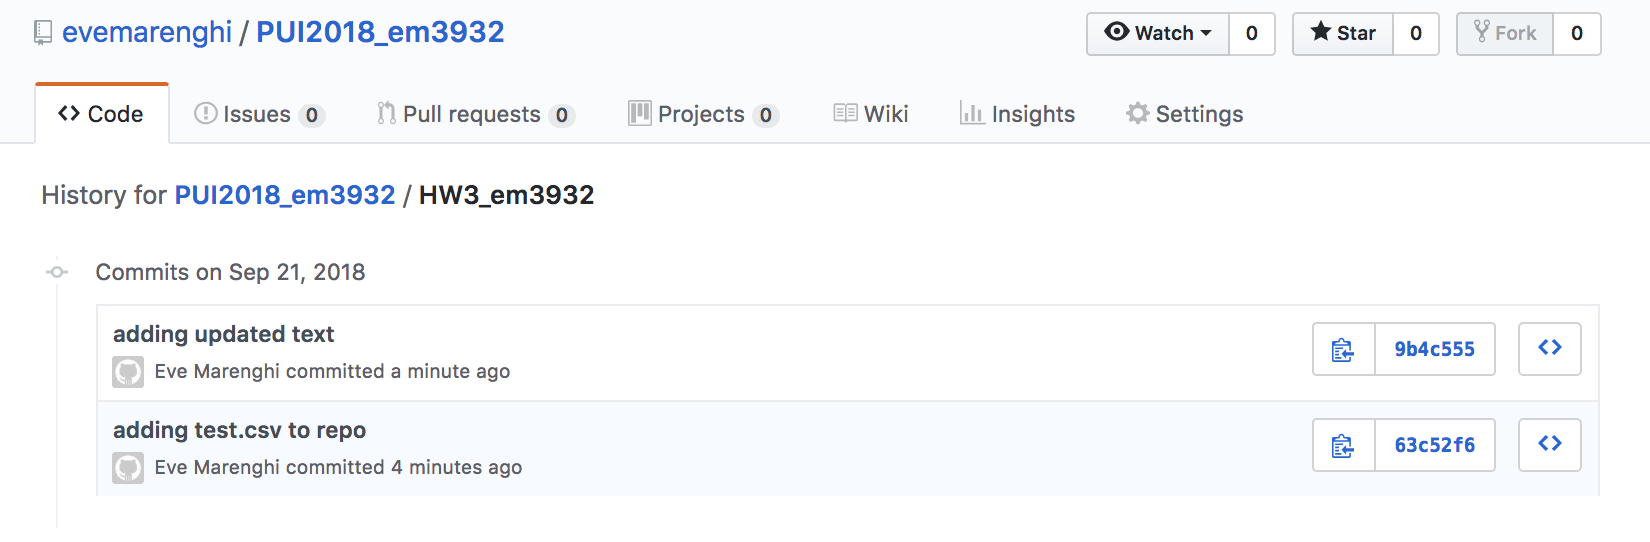 evemarenghi / PUI2018_em3932 Watch 0 Star 0 Fork 0
Code Issues 0 Pull requests 0 Projects 0 Wiki Insights Settings
History for PUI2018_em3932 / HW3_em3932
Commits on Sep 21, 2018
adding updated text
Eve Marenghi committed a minute ago
9b4c555
adding test.csv to repo
Eve Marenghi committed 4 minutes ago
63c52f6